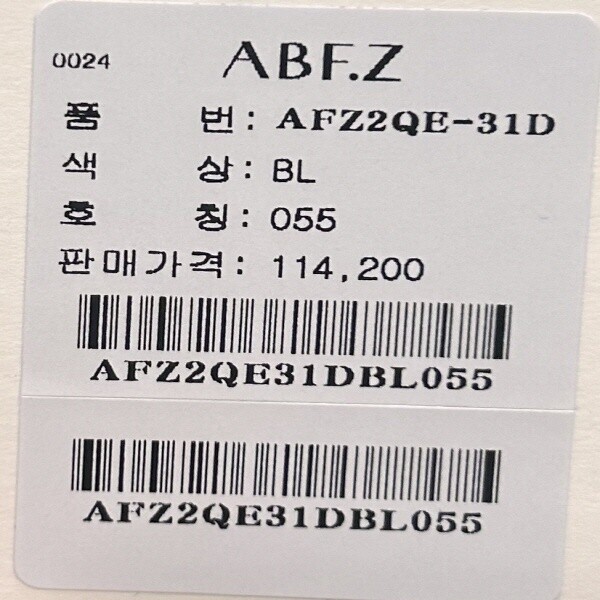 0024 ABF.Z
품 번: AFZ2QE-31D
색 상: BL
호 칭: 055
판매가격: 114,200
AFZ2QE31DBL055
AFZ2QE31DBL055